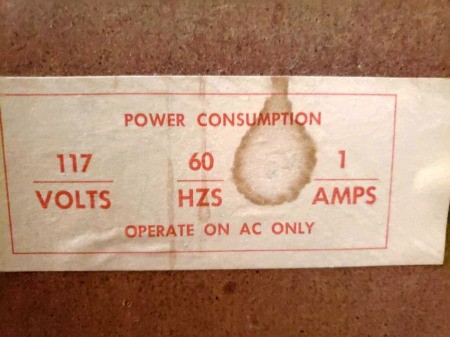 POWER CONSUMPTION
117 60 1
VOLTS HZS AMPS
OPERATE ON AC ONLY